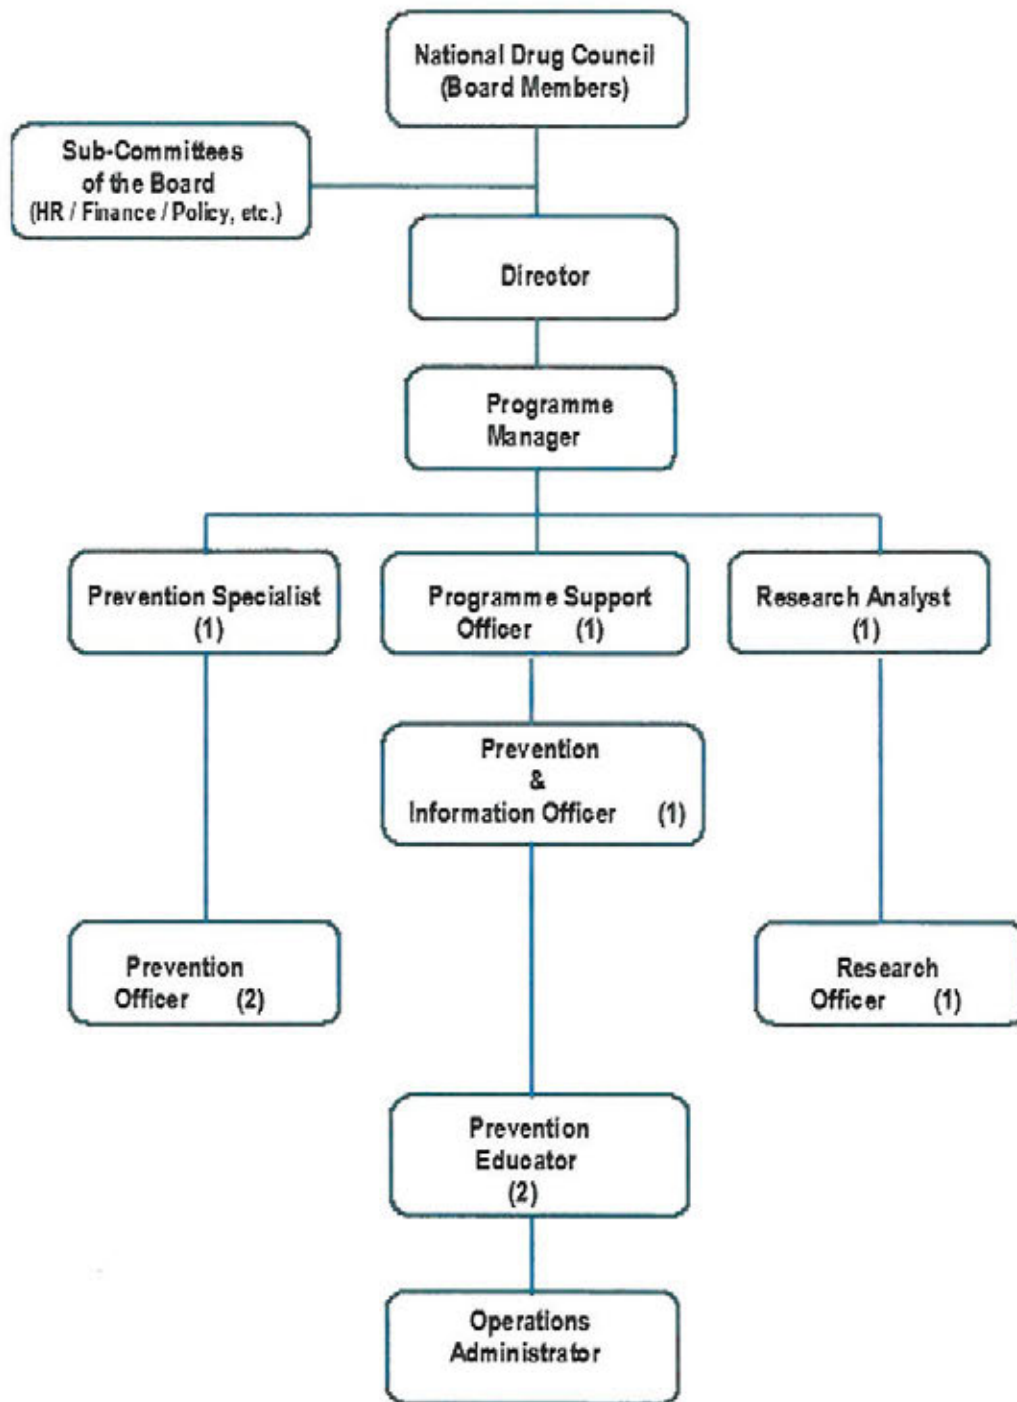 National Drug Council
(Board Members)
Sub-Committees
of the Board
(HR / Finance / Policy, etc.)
Director
Programme
Manager
Prevention Specialist
(1)
Programme Support
Officer (1)
Research Analyst
(1)
Prevention
&
Information Officer (1)
Prevention
Officer (2)
Research
Officer (1)
Prevention
Educator
(2)
Operations
Administrator